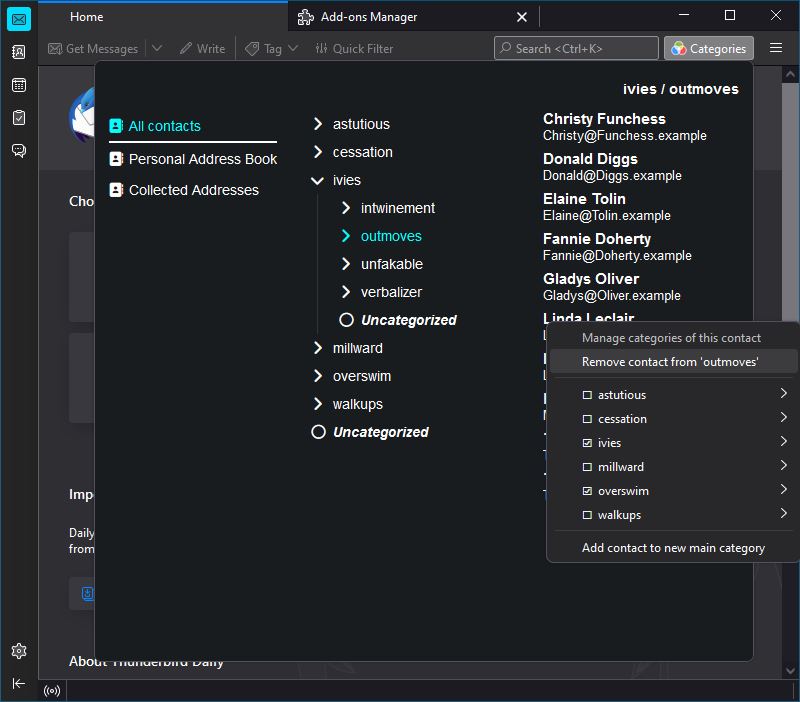 Home
Add-ons Manager
Get Messages
Write
Tag
Quick Filter
Search <Ctrl+K>
Categories
ivies / outmoves
All contacts
Personal Address Book
Collected Addresses
astutious
cessation
ivies
intwinement
outmoves
unfakable
verbalizer
Uncategorized
millward
overswim
walkups
Uncategorized
Christy Funchess
Christy@Funchess.example
Donald Diggs
Donald@Diggs.example
Elaine Tolin
Elaine@Tolin.example
Fannie Doherty
Fannie@Doherty.example
Gladys Oliver
Gladys@Oliver.example
Linda Leclair
Manage categories of this contact
Remove contact from 'outmoves'
astutious
cessation
ivies
millward
overswim
walkups
Add contact to new main category
Cho
Impo
Daily
from
About Thunderbird Daily